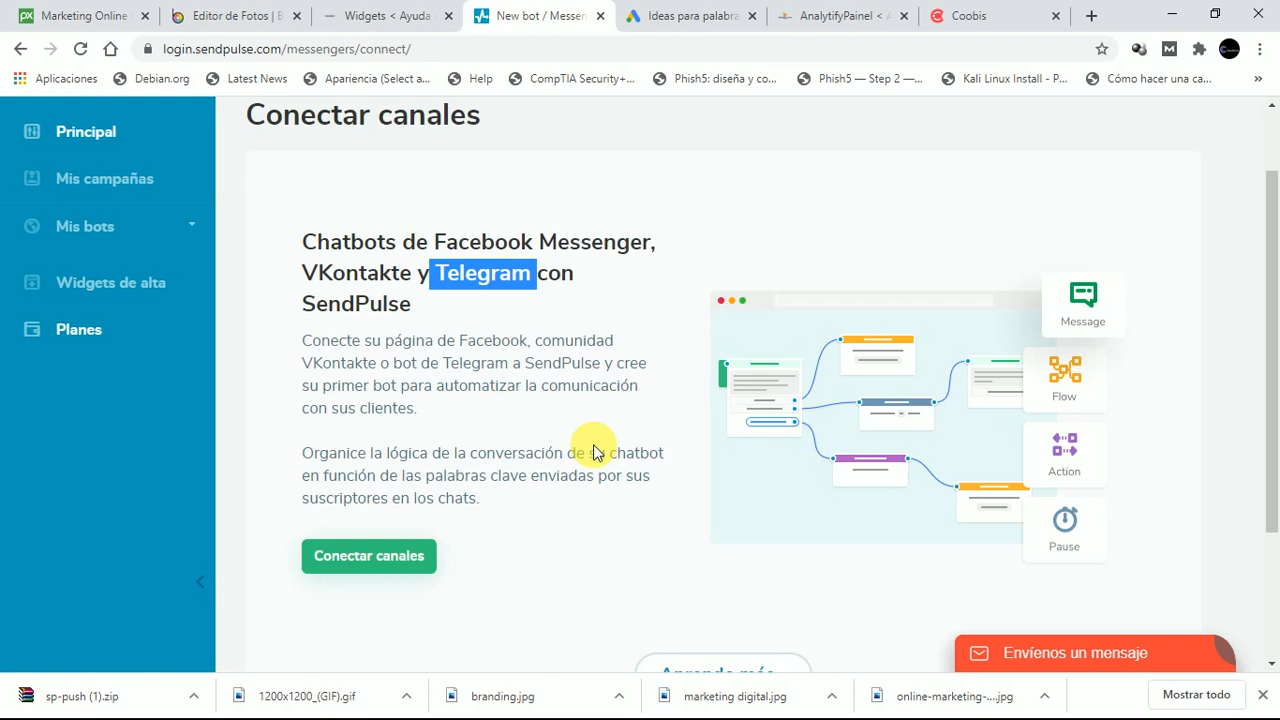 Marketing Online
Editor de Fotos | B
Widgets < Ayuda
New bot / Messen
Ideas para palabra
AnalytifyPainel < A
Coobis
login.sendpulse.com/messengers/connect/
Aplicaciones
Debian.org
Latest News
Apariencia (Select a...
Help
CompTIA Security+...
Phish5: diseña y co...
Phish5 — Step 2 —...
Kali Linux Install - P...
Cómo hacer una ca...
Principal
Mis campañas
Mis bots
Widgets de alta
Planes
Conectar canales
Chatbots de Facebook Messenger,
VKontakte y Telegram con
SendPulse
Conecte su página de Facebook, comunidad
VKontakte o bot de Telegram a SendPulse y cree
su primer bot para automatizar la comunicación
con sus clientes.
Organice la lógica de la conversación de su chatbot
en función de las palabras clave enviadas por sus
suscriptores en los chats.
Conectar canales
Message
Flow
Action
Pause
Aprende más
Envíenos un mensaje
sp-push (1).zip
1200x1200_(GIF).gif
branding.jpg
marketing digital.jpg
online-marketing-....jpg
Mostrar todo